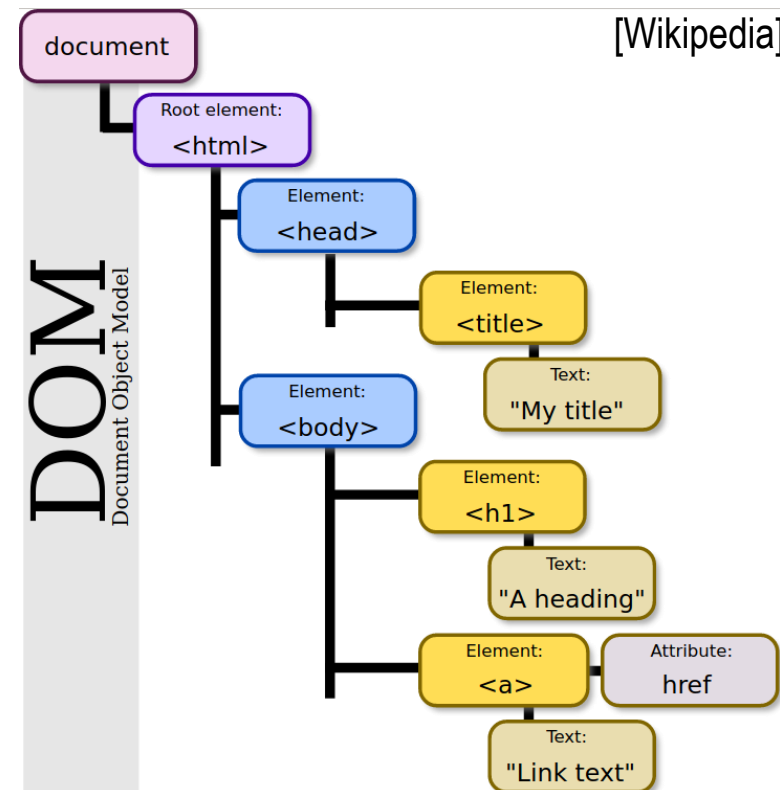 document
[Wikipedia]
Root element:
<html>
Element:
<head>
Element:
<title>
Text:
"My title"
Element:
<body>
Element:
<h1>
Text:
"A heading"
Element:
<a>
Attribute:
href
Text:
"Link text"
DOM
Document Object Model